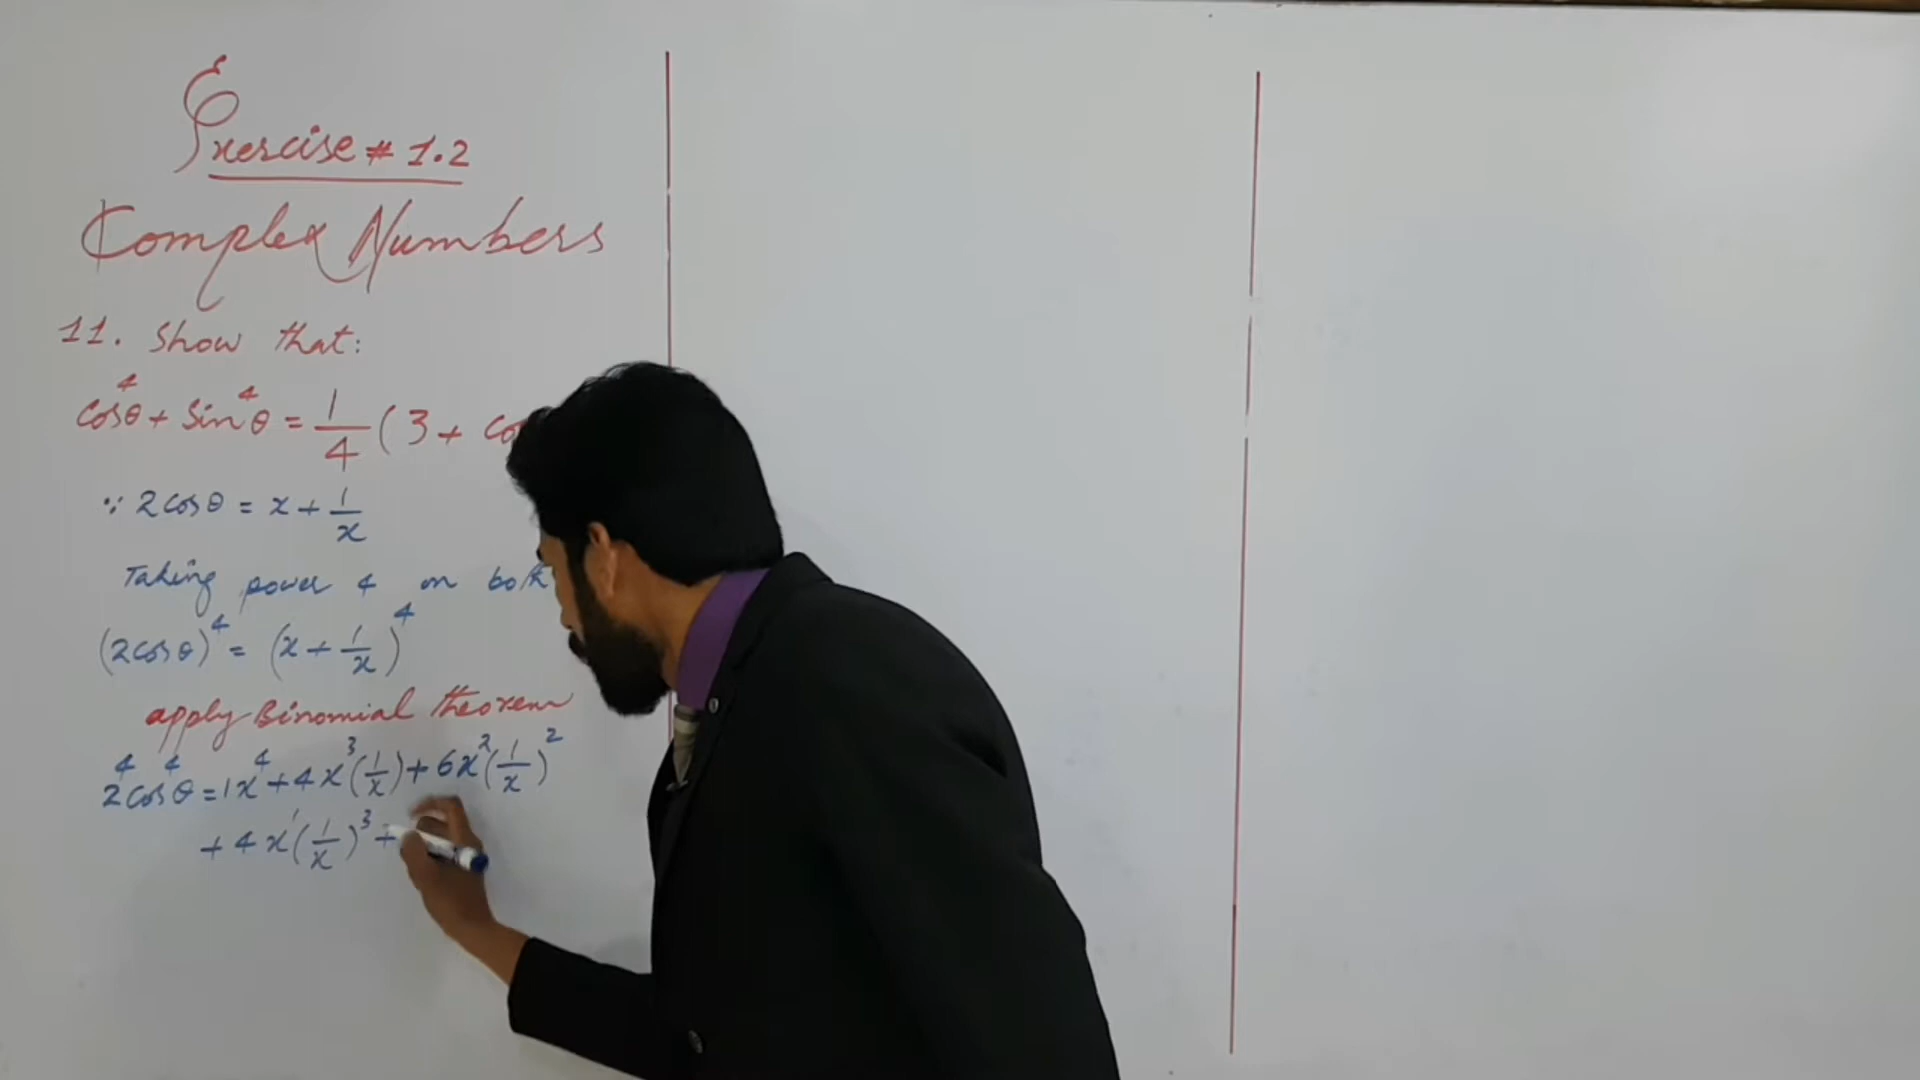 Exercise # 1.2
Complex Numbers
11. Show that:
cos⁴θ + Sin⁴θ = 1/4 (3 + co
∵ 2cosθ = x + 1/x
Taking power 4 on both
(2cosθ)⁴ = (x + 1/x)⁴
apply Binomial theorem
2⁴cos⁴θ = 1x⁴ + 4x³(1/x) + 6x²(1/x)²
+ 4x¹(1/x)³ +